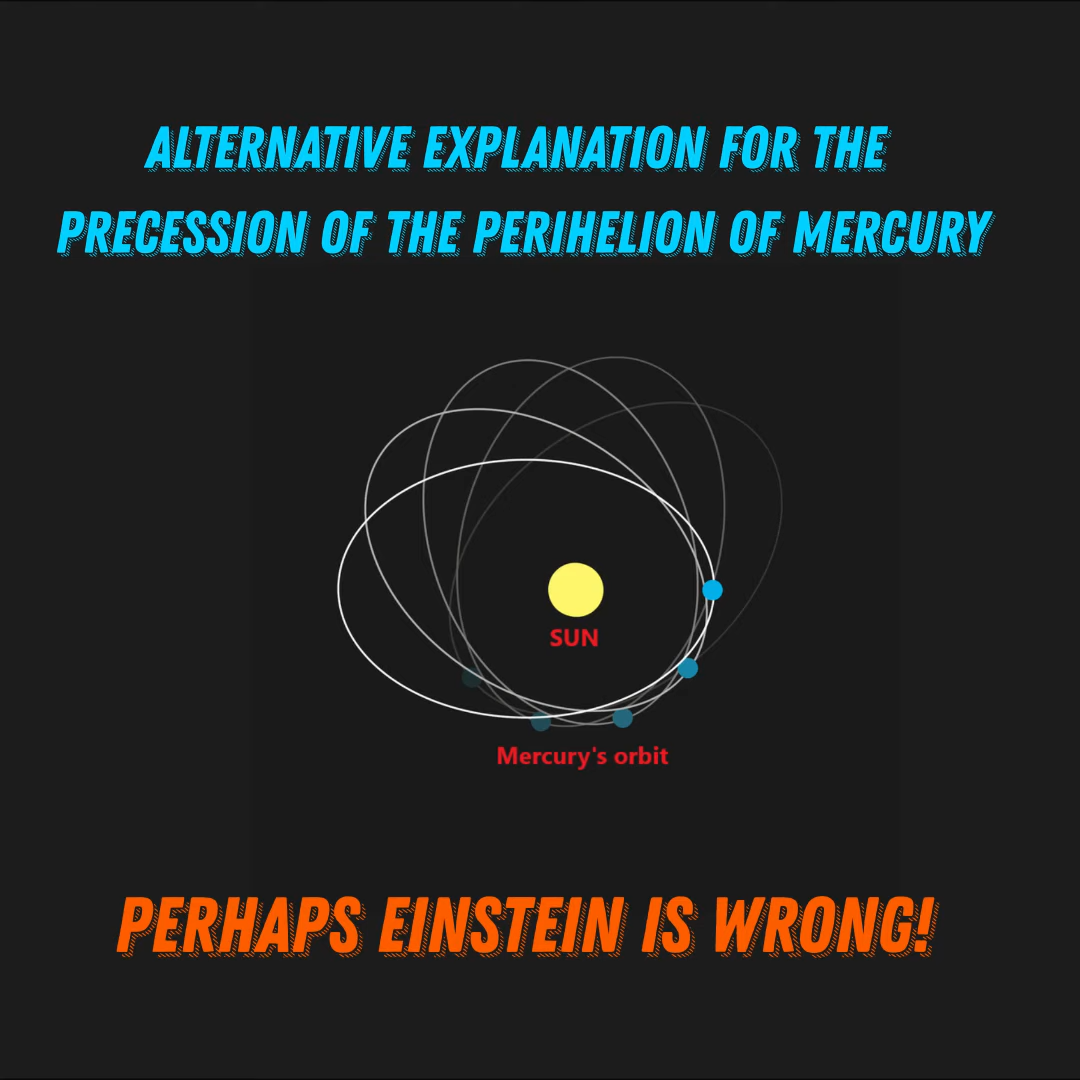 ALTERNATIVE EXPLANATION FOR THE
PRECESSION OF THE PERIHELION OF MERCURY
SUN
Mercury's orbit
PERHAPS EINSTEIN IS WRONG!